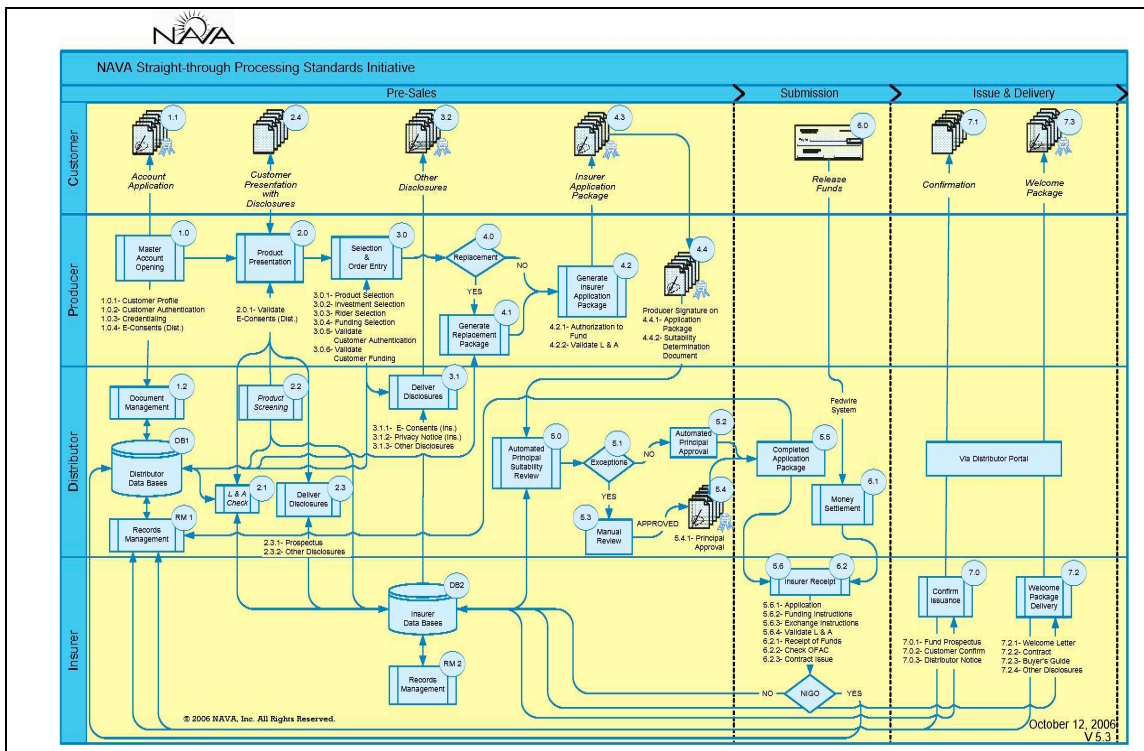 NAVA
NAVA Straight-through Processing Standards Initiative
Pre-Sales
Submission
Issue & Delivery
Customer
1.1
Account
Application
2.4
Customer
Presentation
with
Disclosures
3.2
Other
Disclosures
4.3
Insurer
Application
Package
6.0
Release
Funds
7.1
Confirmation
7.3
Welcome
Package
Producer
1.0
Master
Account
Opening
1.0.1- Customer Profile
1.0.2- Customer Authentication
1.0.3- Credentialing
1.0.4- E-Consents (Dist.)
2.0
Product
Presentation
2.0.1- Validate
E-Consents (Dist.)
3.0
Selection
&
Order Entry
3.0.1- Product Selection
3.0.2- Investment Selection
3.0.3- Rider Selection
3.0.4- Funding Selection
3.0.5- Validate
Customer Authentication
3.0.6- Validate
Customer Funding
4.0
Replacement
NO
YES
4.1
Generate
Replacement
Package
4.2
Generate
Insurer
Application
Package
4.2.1- Authorization to
Fund
4.2.2- Validate L & A
4.4
Producer Signature on
4.4.1- Application
Package
4.4.2- Suitability
Determination
Document
Distributor
1.2
Document
Management
DB1
Distributor
Data Bases
RM 1
Records
Management
2.2
Product
Screening
2.1
L & A
Check
2.3
Deliver
Disclosures
2.3.1- Prospectus
2.3.2- Other Disclosures
3.1
Deliver
Disclosures
3.1.1- E- Consents (Ins.)
3.1.2- Privacy Notice (Ins.)
3.1.3- Other Disclosures
5.0
Automated
Principal
Suitability
Review
5.1
Exceptions
NO
YES
5.2
Automated
Principal
Approval
5.3
Manual
Review
APPROVED
5.4
5.4.1- Principal
Approval
5.5
Completed
Application
Package
Fedwire
System
6.1
Money
Settlement
Via Distributor Portal
Insurer
DB2
Insurer
Data Bases
RM 2
Records
Management
5.6
6.2
Insurer Receipt
5.6.1- Application
5.6.2- Funding Instructions
5.6.3- Exchange Instructions
5.6.4- Validate L & A
6.2.1- Receipt of Funds
6.2.2- Check OFAC
6.2.3- Contract Issue
NO
NIGO
YES
7.0
Confirm
Issuance
7.0.1- Fund Prospectus
7.0.2- Customer Confirm
7.0.3- Distributor Notice
7.2
Welcome
Package
Delivery
7.2.1- Welcome Letter
7.2.2- Contract
7.2.3- Buyer's Guide
7.2.4- Other Disclosures
© 2006 NAVA, Inc. All Rights Reserved.
October 12, 2006
V 5.3